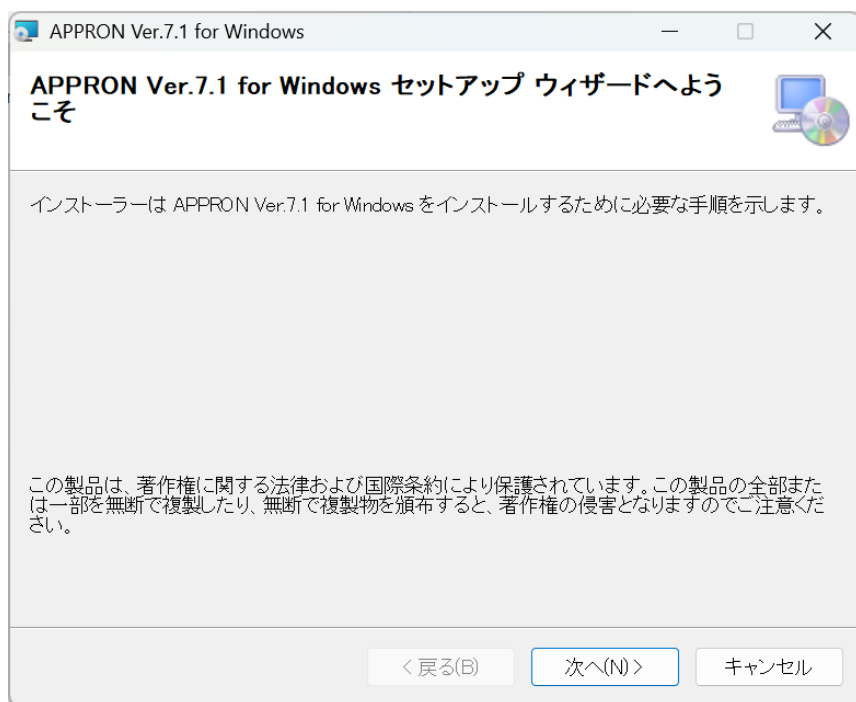 APPRON Ver.7.1 for Windows
APPRON Ver.7.1 for Windows セットアップ ウィザードへよう
こそ
インストーラーは APPRON Ver.7.1 for Windows をインストールするために必要な手順を示します。
この製品は、著作権に関する法律および国際条約により保護されています。この製品の全部また
は一部を無断で複製したり、無断で複製物を頒布すると、著作権の侵害となりますのでご注意くだ
さい。
< 戻る(B) 次へ(N) > キャンセル